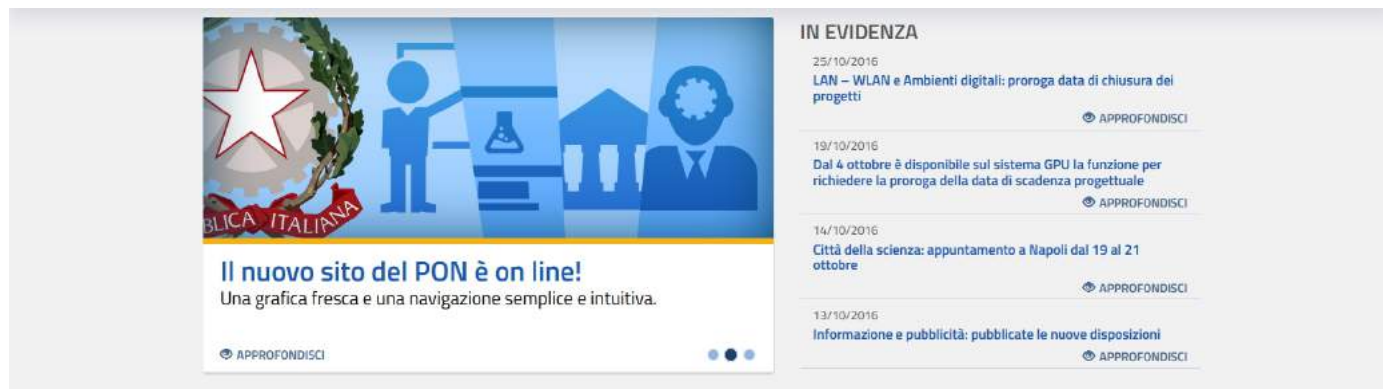 BLICA ITALIANA
Il nuovo sito del PON è on line!
Una grafica fresca e una navigazione semplice e intuitiva.
APPROFONDISCI
IN EVIDENZA
25/10/2016
LAN – WLAN e Ambienti digitali: proroga data di chiusura dei
progetti
APPROFONDISCI
19/10/2016
Dal 4 ottobre è disponibile sul sistema GPU la funzione per
richiedere la proroga della data di scadenza progettuale
APPROFONDISCI
14/10/2016
Città della scienza: appuntamento a Napoli dal 19 al 21
ottobre
APPROFONDISCI
13/10/2016
Informazione e pubblicità: pubblicate le nuove disposizioni
APPROFONDISCI